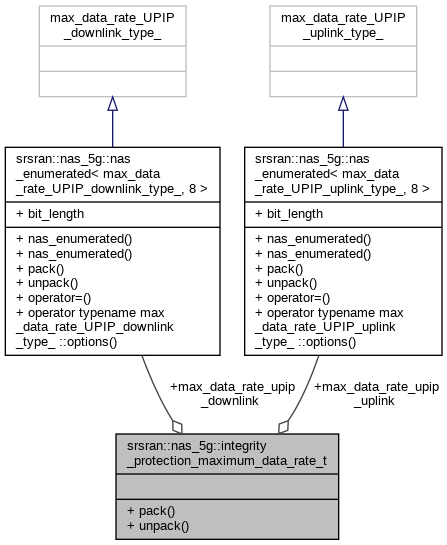 max_data_rate_UPIP
_downlink_type_
max_data_rate_UPIP
_uplink_type_
srsran::nas_5g::nas
_enumerated< max_data
_rate_UPIP_downlink_type_, 8 >
+ bit_length
+ nas_enumerated()
+ nas_enumerated()
+ pack()
+ unpack()
+ operator=()
+ operator typename max
_data_rate_UPIP_downlink
_type_ ::options()
srsran::nas_5g::nas
_enumerated< max_data
_rate_UPIP_uplink_type_, 8 >
+ bit_length
+ nas_enumerated()
+ nas_enumerated()
+ pack()
+ unpack()
+ operator=()
+ operator typename max
_data_rate_UPIP_uplink
_type_ ::options()
+max_data_rate_upip
_downlink
+max_data_rate_upip
_uplink
srsran::nas_5g::integrity
_protection_maximum_data_rate_t
+ pack()
+ unpack()